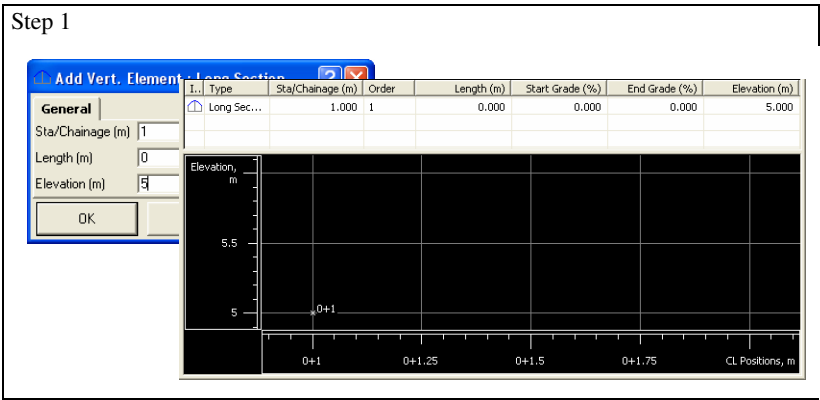 Step 1
Add Vert. Element : Long Section
General
Sta/Chainage (m) 1
Length (m) 0
Elevation (m) 5
OK
I.. Type Sta/Chainage (m) Order Length (m) Start Grade (%) End Grade (%) Elevation (m)
Long Sec... 1.000 1 0.000 0.000 0.000 5.000
Elevation,
m
5.5
5
0+1
0+1 0+1.25 0+1.5 0+1.75 CL Positions, m